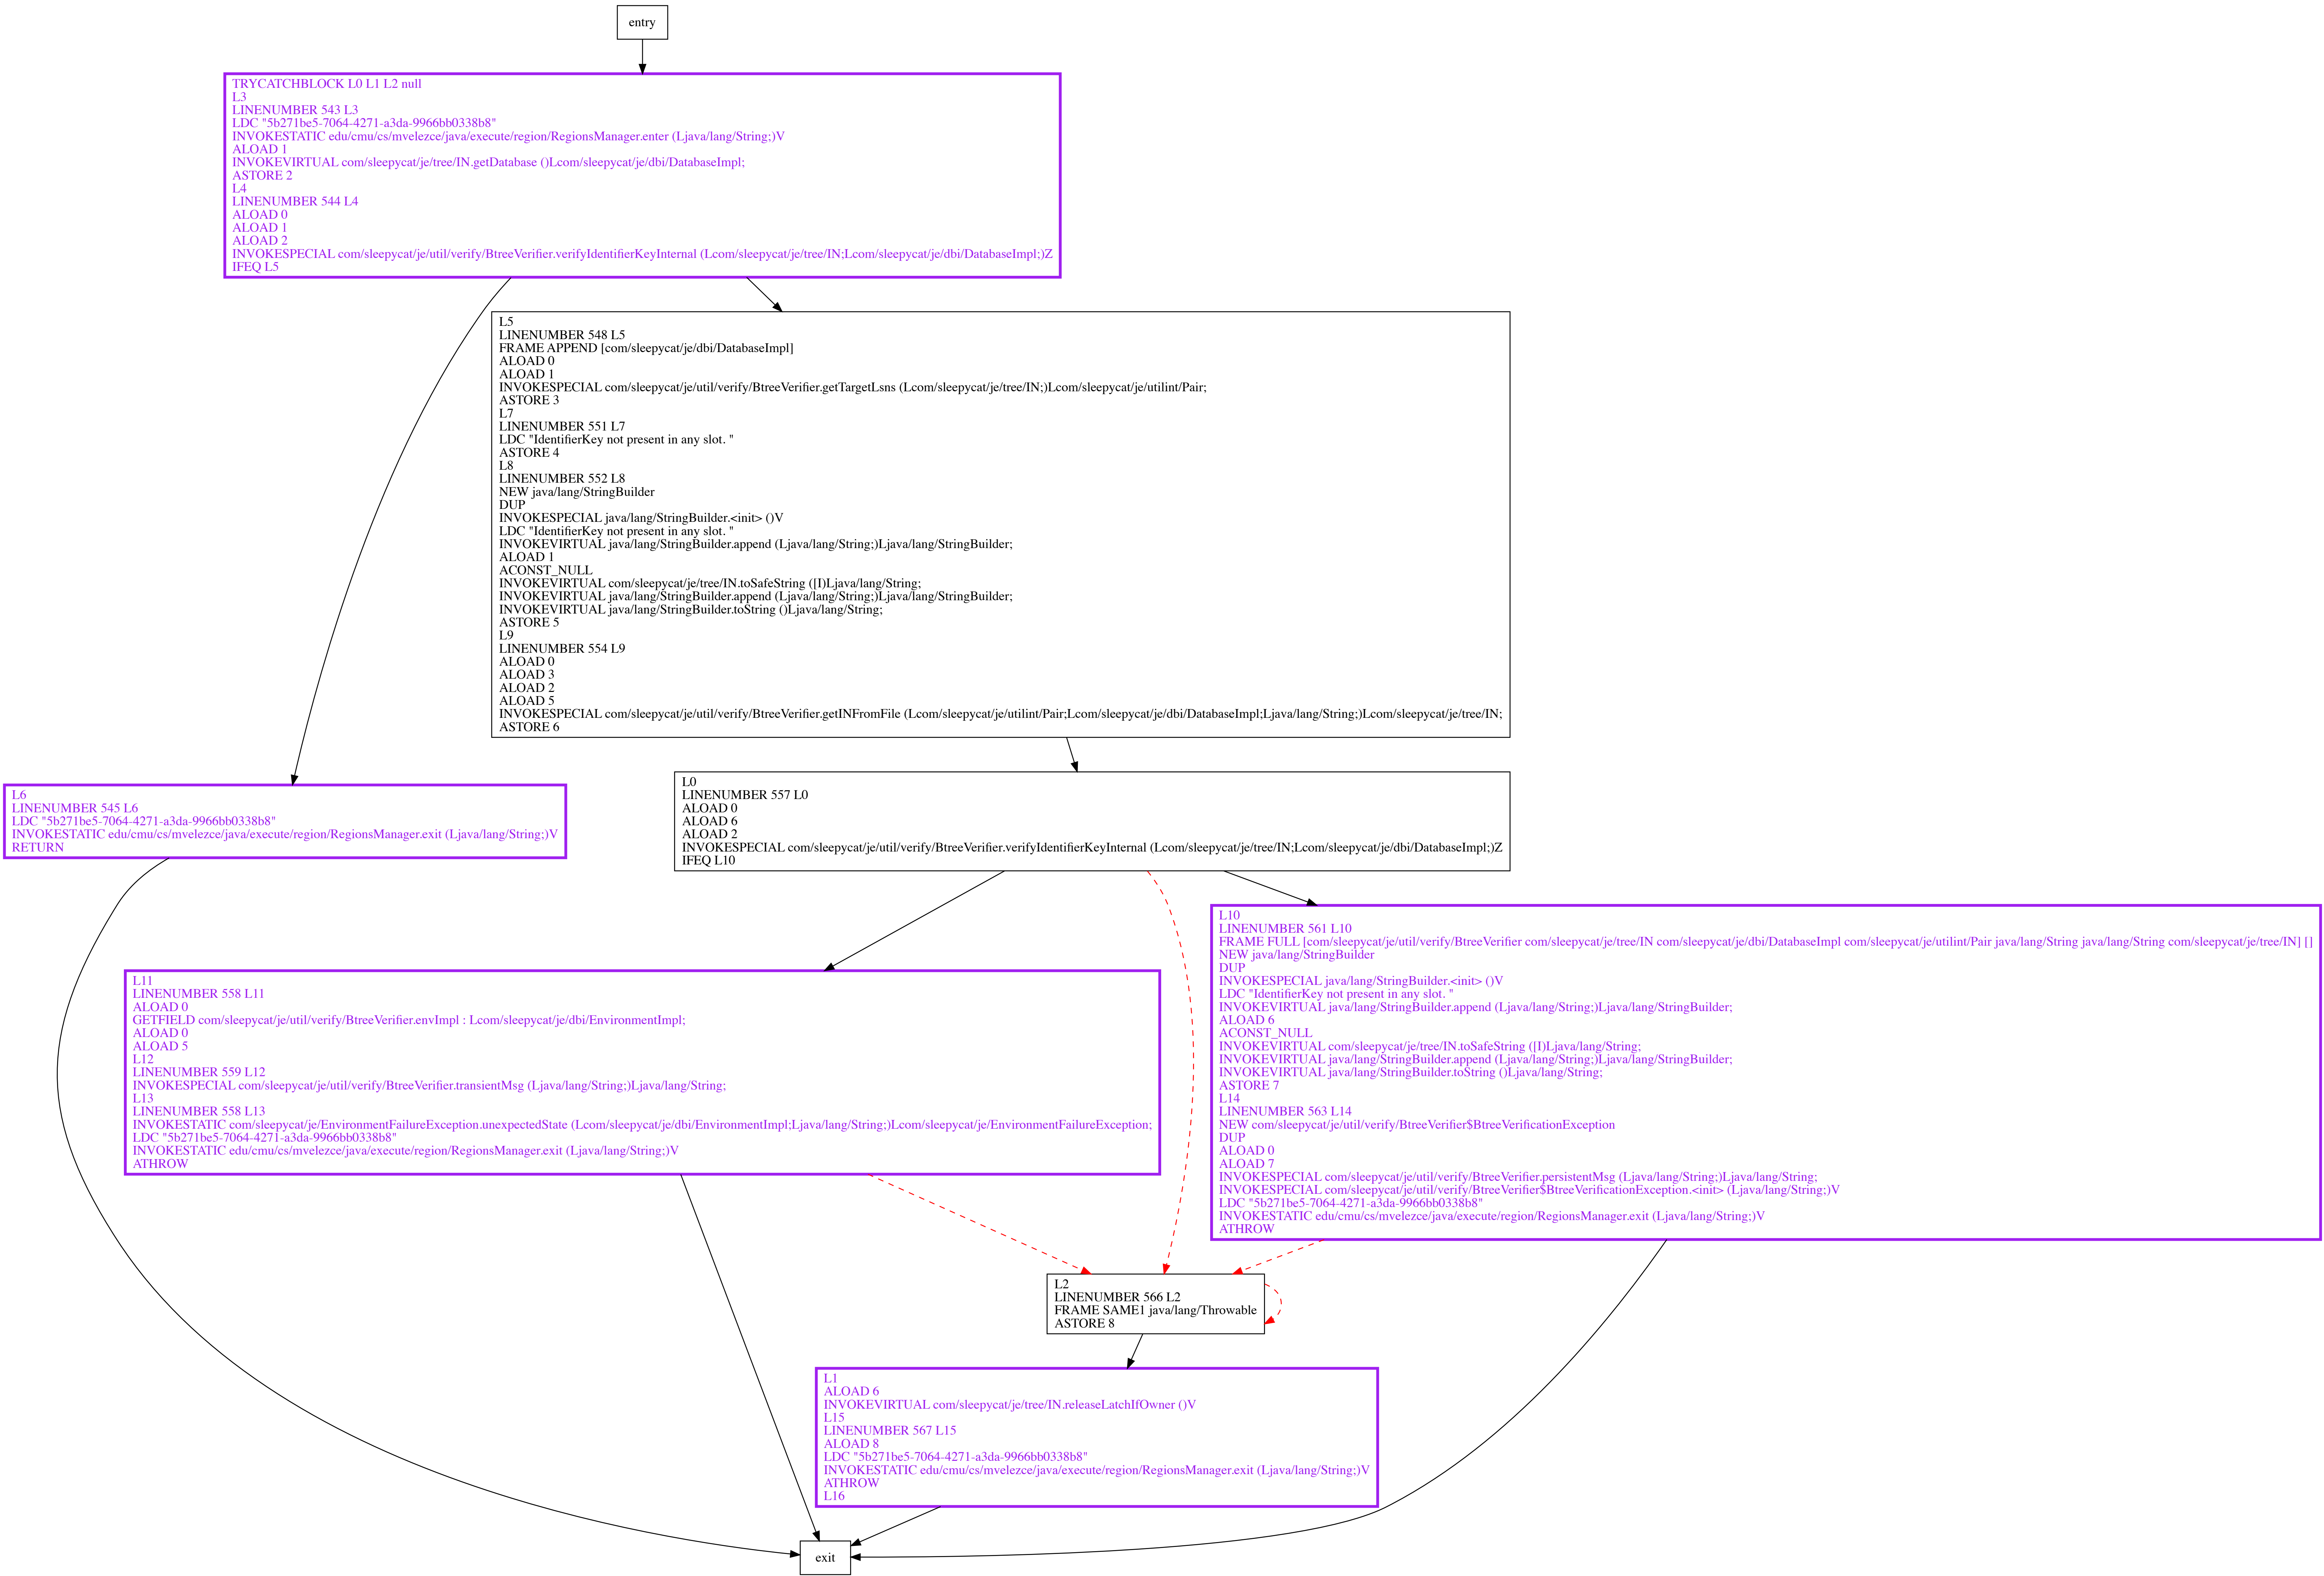 entry
TRYCATCHBLOCK L0 L1 L2 null
L3
LINENUMBER 543 L3
LDC "5b271be5-7064-4271-a3da-9966bb0338b8"
INVOKESTATIC edu/cmu/cs/mvelezce/java/execute/region/RegionsManager.enter (Ljava/lang/String;)V
ALOAD 1
INVOKEVIRTUAL com/sleepycat/je/tree/IN.getDatabase ()Lcom/sleepycat/je/dbi/DatabaseImpl;
ASTORE 2
L4
LINENUMBER 544 L4
ALOAD 0
ALOAD 1
ALOAD 2
INVOKESPECIAL com/sleepycat/je/util/verify/BtreeVerifier.verifyIdentifierKeyInternal (Lcom/sleepycat/je/tree/IN;Lcom/sleepycat/je/dbi/DatabaseImpl;)Z
IFEQ L5
L5
LINENUMBER 548 L5
FRAME APPEND [com/sleepycat/je/dbi/DatabaseImpl]
ALOAD 0
ALOAD 1
INVOKESPECIAL com/sleepycat/je/util/verify/BtreeVerifier.getTargetLsns (Lcom/sleepycat/je/tree/IN;)Lcom/sleepycat/je/utilint/Pair;
ASTORE 3
L7
LINENUMBER 551 L7
LDC "IdentifierKey not present in any slot. "
ASTORE 4
L8
LINENUMBER 552 L8
NEW java/lang/StringBuilder
DUP
INVOKESPECIAL java/lang/StringBuilder.<init> ()V
LDC "IdentifierKey not present in any slot. "
INVOKEVIRTUAL java/lang/StringBuilder.append (Ljava/lang/String;)Ljava/lang/StringBuilder;
ALOAD 1
ACONST_NULL
INVOKEVIRTUAL com/sleepycat/je/tree/IN.toSafeString ([I)Ljava/lang/String;
INVOKEVIRTUAL java/lang/StringBuilder.append (Ljava/lang/String;)Ljava/lang/StringBuilder;
INVOKEVIRTUAL java/lang/StringBuilder.toString ()Ljava/lang/String;
ASTORE 5
L9
LINENUMBER 554 L9
ALOAD 0
ALOAD 3
ALOAD 2
ALOAD 5
INVOKESPECIAL com/sleepycat/je/util/verify/BtreeVerifier.getINFromFile (Lcom/sleepycat/je/utilint/Pair;Lcom/sleepycat/je/dbi/DatabaseImpl;Ljava/lang/String;)Lcom/sleepycat/je/tree/IN;
ASTORE 6
L6
LINENUMBER 545 L6
LDC "5b271be5-7064-4271-a3da-9966bb0338b8"
INVOKESTATIC edu/cmu/cs/mvelezce/java/execute/region/RegionsManager.exit (Ljava/lang/String;)V
RETURN
L0
LINENUMBER 557 L0
ALOAD 0
ALOAD 6
ALOAD 2
INVOKESPECIAL com/sleepycat/je/util/verify/BtreeVerifier.verifyIdentifierKeyInternal (Lcom/sleepycat/je/tree/IN;Lcom/sleepycat/je/dbi/DatabaseImpl;)Z
IFEQ L10
L11
LINENUMBER 558 L11
ALOAD 0
GETFIELD com/sleepycat/je/util/verify/BtreeVerifier.envImpl : Lcom/sleepycat/je/dbi/EnvironmentImpl;
ALOAD 0
ALOAD 5
L12
LINENUMBER 559 L12
INVOKESPECIAL com/sleepycat/je/util/verify/BtreeVerifier.transientMsg (Ljava/lang/String;)Ljava/lang/String;
L13
LINENUMBER 558 L13
INVOKESTATIC com/sleepycat/je/EnvironmentFailureException.unexpectedState (Lcom/sleepycat/je/dbi/EnvironmentImpl;Ljava/lang/String;)Lcom/sleepycat/je/EnvironmentFailureException;
LDC "5b271be5-7064-4271-a3da-9966bb0338b8"
INVOKESTATIC edu/cmu/cs/mvelezce/java/execute/region/RegionsManager.exit (Ljava/lang/String;)V
ATHROW
L10
LINENUMBER 561 L10
FRAME FULL [com/sleepycat/je/util/verify/BtreeVerifier com/sleepycat/je/tree/IN com/sleepycat/je/dbi/DatabaseImpl com/sleepycat/je/utilint/Pair java/lang/String java/lang/String com/sleepycat/je/tree/IN] []
NEW java/lang/StringBuilder
DUP
INVOKESPECIAL java/lang/StringBuilder.<init> ()V
LDC "IdentifierKey not present in any slot. "
INVOKEVIRTUAL java/lang/StringBuilder.append (Ljava/lang/String;)Ljava/lang/StringBuilder;
ALOAD 6
ACONST_NULL
INVOKEVIRTUAL com/sleepycat/je/tree/IN.toSafeString ([I)Ljava/lang/String;
INVOKEVIRTUAL java/lang/StringBuilder.append (Ljava/lang/String;)Ljava/lang/StringBuilder;
INVOKEVIRTUAL java/lang/StringBuilder.toString ()Ljava/lang/String;
ASTORE 7
L14
LINENUMBER 563 L14
NEW com/sleepycat/je/util/verify/BtreeVerifier$BtreeVerificationException
DUP
ALOAD 0
ALOAD 7
INVOKESPECIAL com/sleepycat/je/util/verify/BtreeVerifier.persistentMsg (Ljava/lang/String;)Ljava/lang/String;
INVOKESPECIAL com/sleepycat/je/util/verify/BtreeVerifier$BtreeVerificationException.<init> (Ljava/lang/String;)V
LDC "5b271be5-7064-4271-a3da-9966bb0338b8"
INVOKESTATIC edu/cmu/cs/mvelezce/java/execute/region/RegionsManager.exit (Ljava/lang/String;)V
ATHROW
L2
LINENUMBER 566 L2
FRAME SAME1 java/lang/Throwable
ASTORE 8
L1
ALOAD 6
INVOKEVIRTUAL com/sleepycat/je/tree/IN.releaseLatchIfOwner ()V
L15
LINENUMBER 567 L15
ALOAD 8
LDC "5b271be5-7064-4271-a3da-9966bb0338b8"
INVOKESTATIC edu/cmu/cs/mvelezce/java/execute/region/RegionsManager.exit (Ljava/lang/String;)V
ATHROW
L16
exit